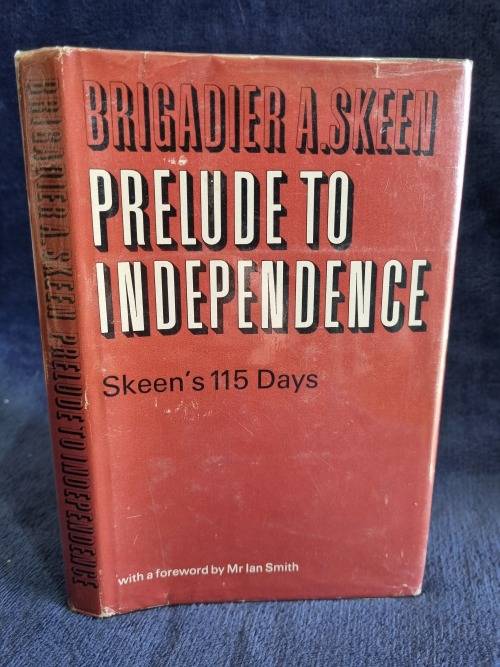 BRIGADIER A. SKEEN PRELUDE TO INDEPENDENCE
BRIGADIER A.SKEEN
PRELUDE TO
INDEPENDENCE
Skeen's 115 Days
with a foreword by Mr Ian Smith